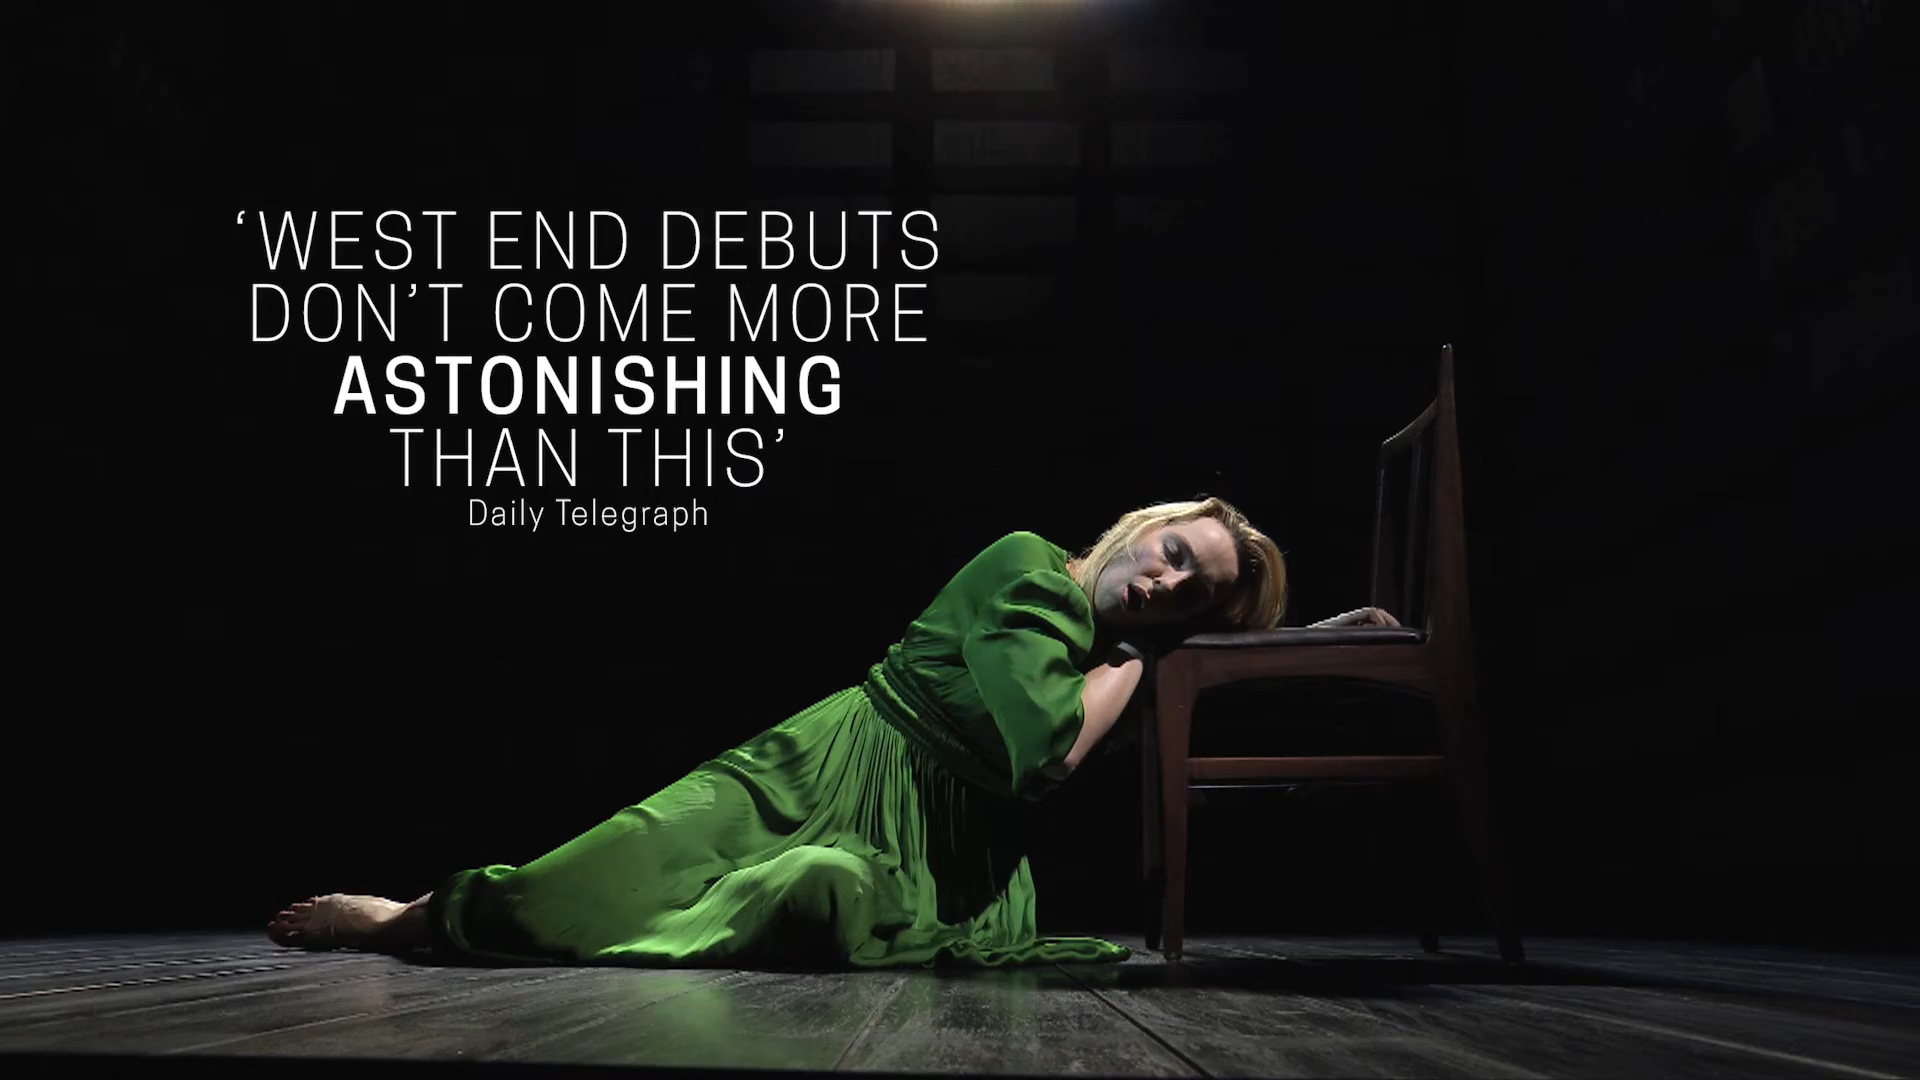 ‘WEST END DEBUTS
DON’T COME MORE
ASTONISHING
THAN THIS’
Daily Telegraph